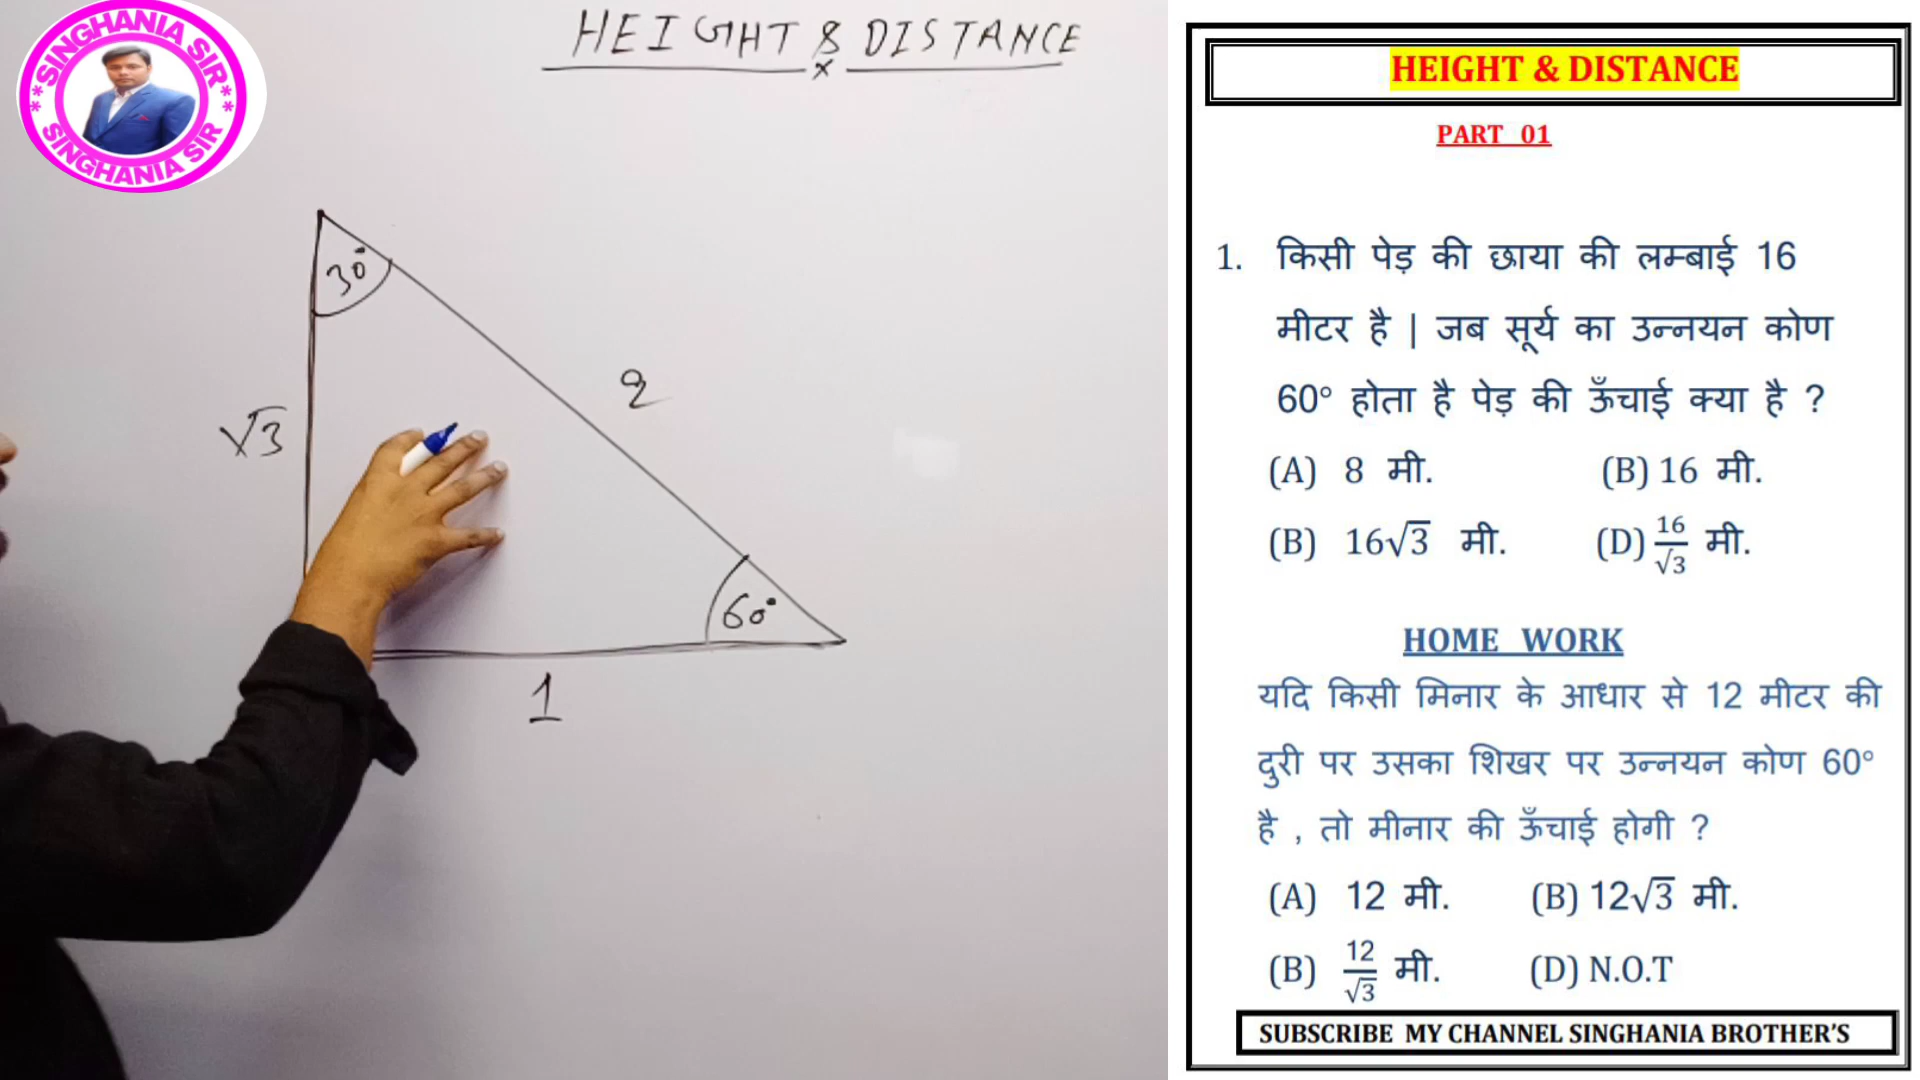 **SINGHANIA SIR**
SINGHANIA SIR
HEIGHT & DISTANCE
x
30°
√3
2
60°
1
HEIGHT & DISTANCE
PART 01
1. किसी पेड़ की छाया की लम्बाई 16
मीटर है | जब सूर्य का उन्नयन कोण
60° होता है पेड़ की ऊँचाई क्या है ?
(A) 8 मी. (B) 16 मी.
(B) 16√3 मी. (D) 16/√3 मी.
HOME WORK
यदि किसी मिनार के आधार से 12 मीटर की
दुरी पर उसका शिखर पर उन्नयन कोण 60°
है , तो मीनार की ऊँचाई होगी ?
(A) 12 मी. (B) 12√3 मी.
(B) 12/√3 मी. (D) N.O.T
SUBSCRIBE MY CHANNEL SINGHANIA BROTHER’S